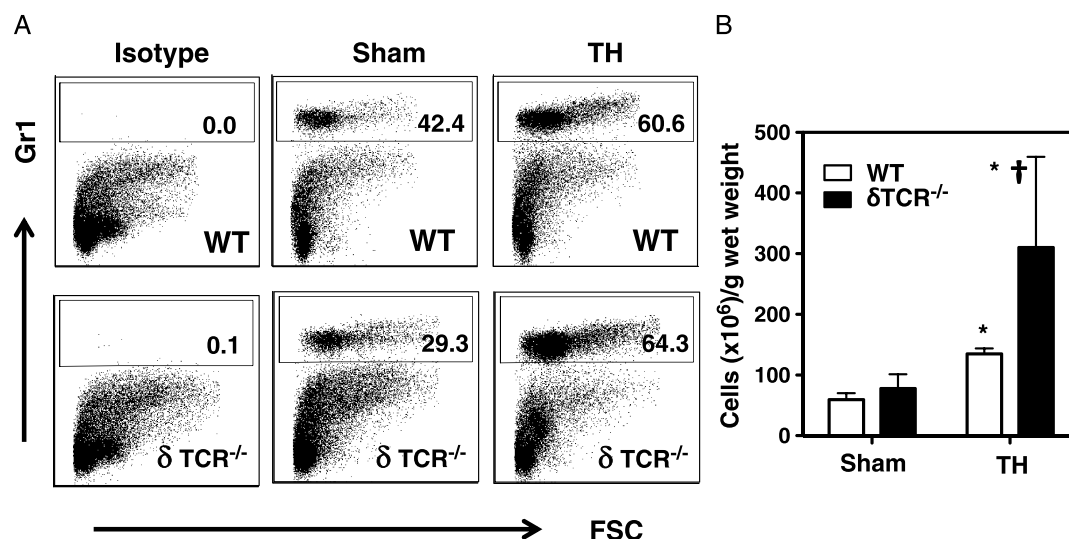 A
B
Isotype
Sham
TH
Gr1
0.0
42.4
60.6
WT
WT
WT
0.1
29.3
64.3
δ TCR-/-
δ TCR-/-
δ TCR-/-
FSC
Cells (x10⁶)/g wet weight
500
400
300
200
100
0
WT
δTCR-/-
* †
*
Sham
TH